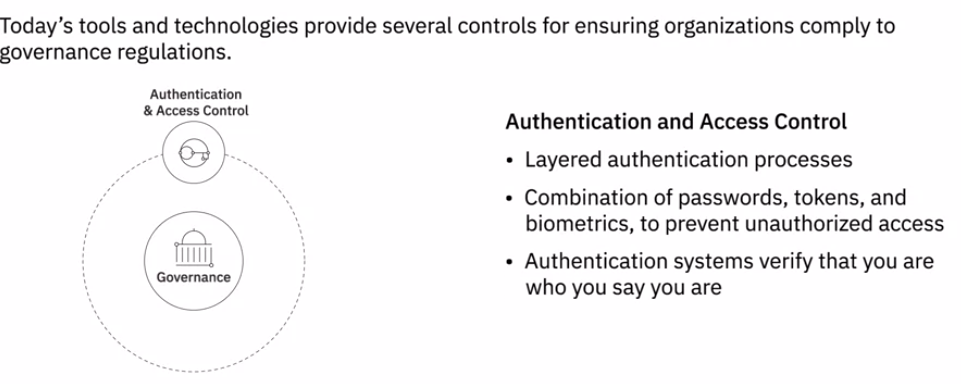 Today's tools and technologies provide several controls for ensuring organizations comply to
governance regulations.
Authentication
& Access Control
Governance
Authentication and Access Control
• Layered authentication processes
• Combination of passwords, tokens, and
biometrics, to prevent unauthorized access
• Authentication systems verify that you are
who you say you are